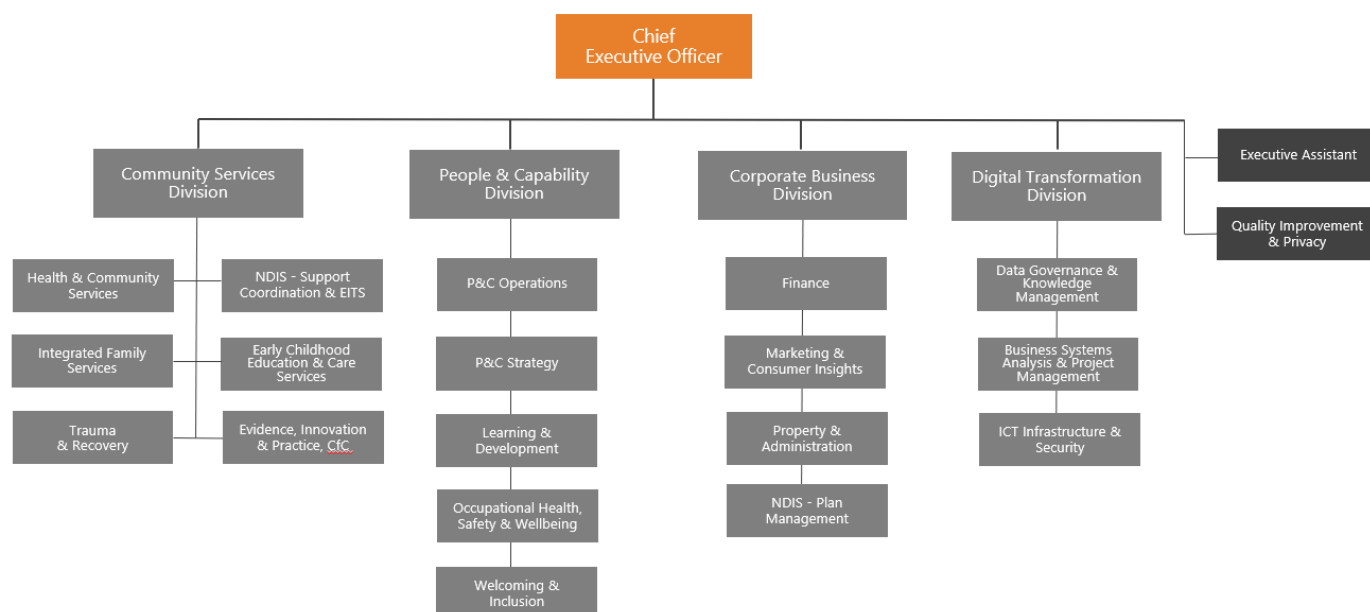 Chief
Executive Officer
Executive Assistant
Quality Improvement
& Privacy
Community Services
Division
Health & Community
Services
NDIS - Support
Coordination & EITS
Integrated Family
Services
Early Childhood
Education & Care
Services
Trauma
& Recovery
Evidence, Innovation
& Practice, CfC
People & Capability
Division
P&C Operations
P&C Strategy
Learning &
Development
Occupational Health,
Safety & Wellbeing
Welcoming &
Inclusion
Corporate Business
Division
Finance
Marketing &
Consumer Insights
Property &
Administration
NDIS - Plan
Management
Digital Transformation
Division
Data Governance &
Knowledge
Management
Business Systems
Analysis & Project
Management
ICT Infrastructure &
Security